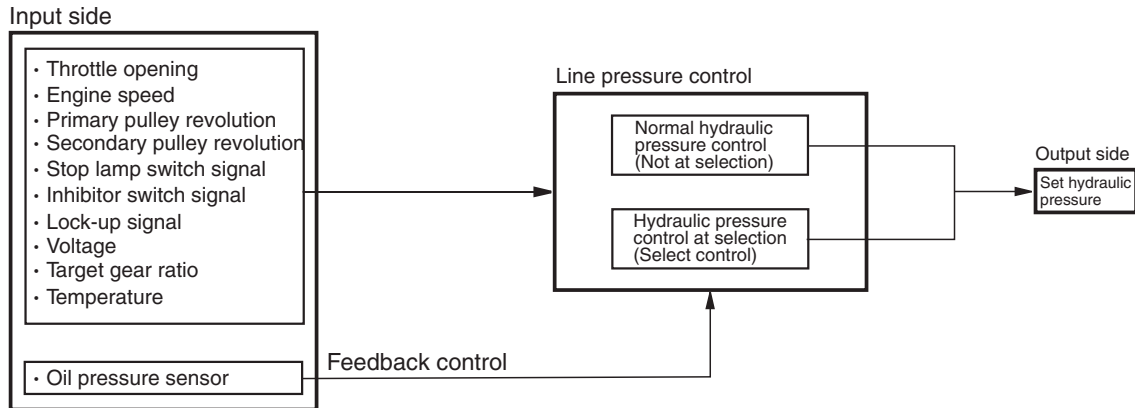 Input side
· Throttle opening
· Engine speed
· Primary pulley revolution
· Secondary pulley revolution
· Stop lamp switch signal
· Inhibitor switch signal
· Lock-up signal
· Voltage
· Target gear ratio
· Temperature
· Oil pressure sensor
Feedback control
Line pressure control
Normal hydraulic
pressure control
(Not at selection)
Hydraulic pressure
control at selection
(Select control)
Output side
Set hydraulic
pressure